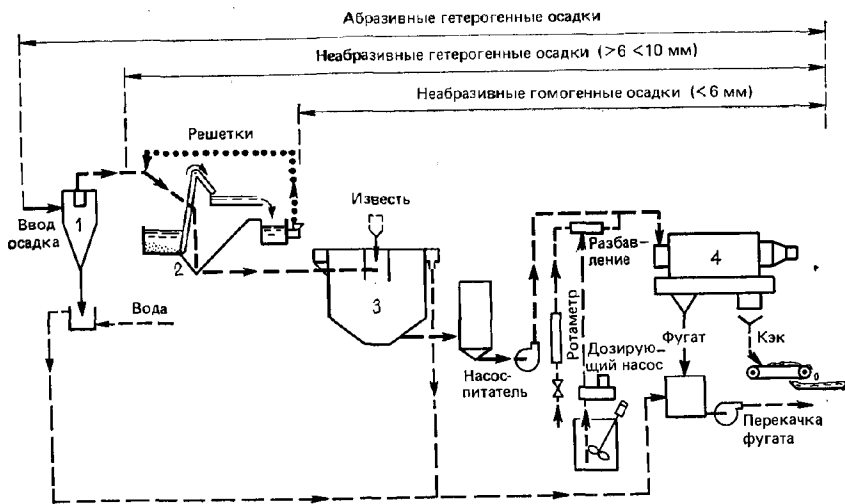 Абразивные гетерогенные осадки
Неабразивные гетерогенные осадки (>6 <10 мм)
Неабразивные гомогенные осадки (<6 мм)
Решетки
Ввод
осадка
1
2
Известь
3
Вода
Насос-
питатель
Ротаметр
Разбав-
ление
Дозирую-
щий насос
4
Фугат
Кэк
Перекачка
фугата